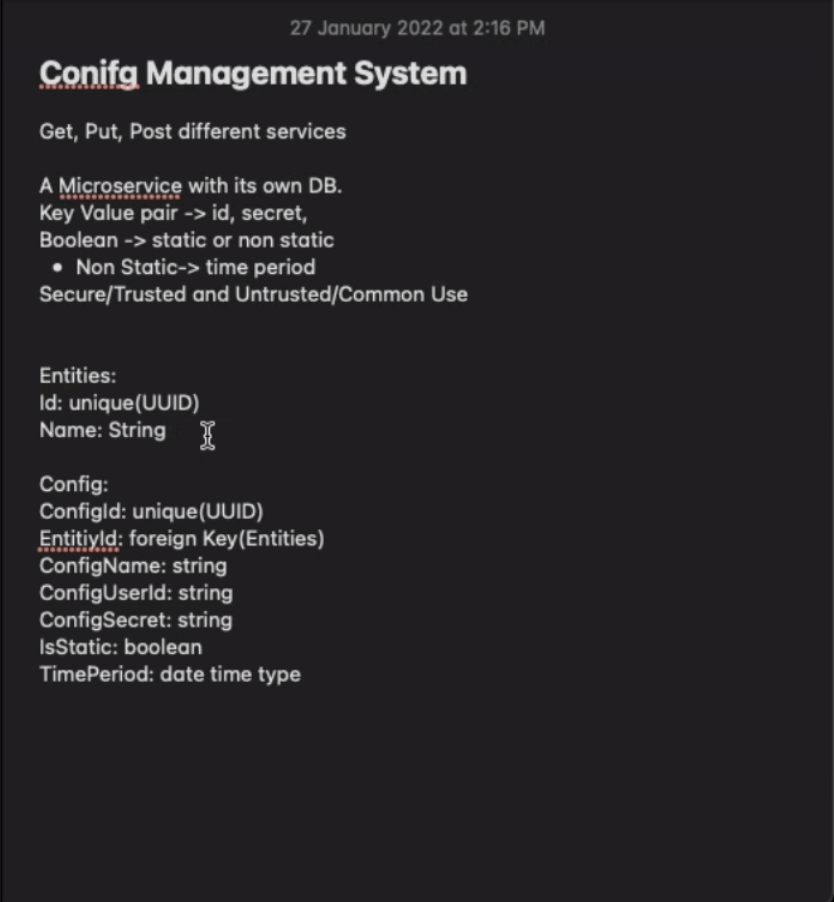 27 January 2022 at 2:16 PM
Conifg Management System
Get, Put, Post different services
A Microservice with its own DB.
Key Value pair -> id, secret,
Boolean -> static or non static
• Non Static-> time period
Secure/Trusted and Untrusted/Common Use
Entities:
Id: unique(UUID)
Name: String
Config:
ConfigId: unique(UUID)
EntitiyId: foreign Key(Entities)
ConfigName: string
ConfigUserId: string
ConfigSecret: string
IsStatic: boolean
TimePeriod: date time type